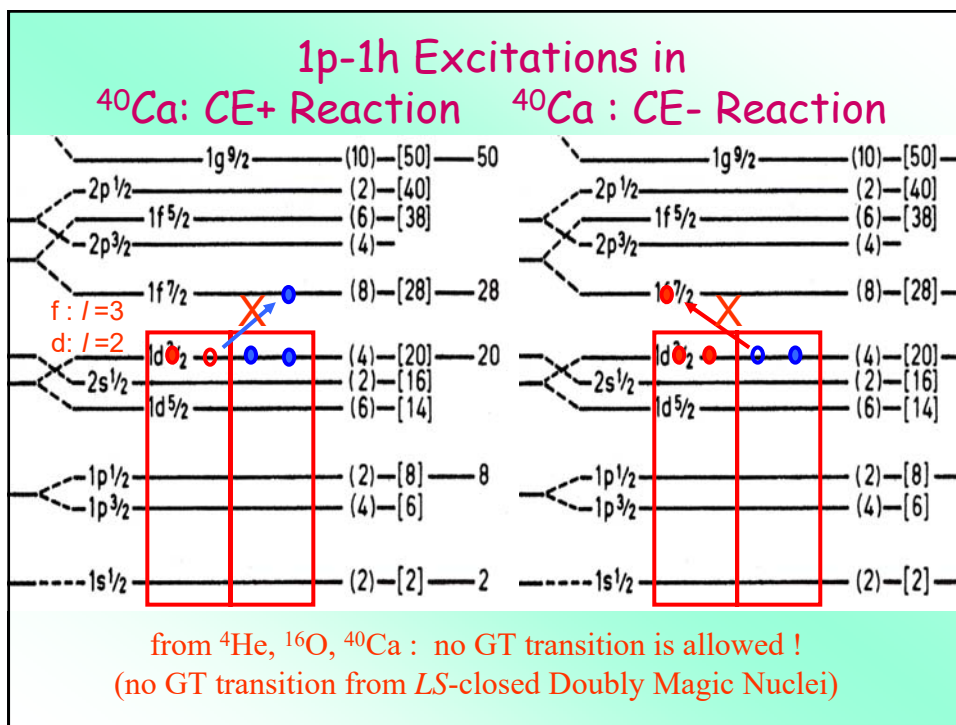 1p-1h Excitations in
⁴⁰Ca: CE+ Reaction ⁴⁰Ca : CE- Reaction
1g 9/2 (10)–[50] 50
2p 1/2 (2)–[40]
1f 5/2 (6)–[38]
2p 3/2 (4)
1f 7/2 (8)–[28] 28
X
f : l =3
d: l =2
1d 3/2 (4)–[20] 20
2s 1/2 (2)–[16]
1d 5/2 (6)–[14]
1p 1/2 (2)–[8] 8
1p 3/2 (4)–[6]
1s 1/2 (2)–[2] 2
1g 9/2 (10)–[50]
2p 1/2 (2)–[40]
1f 5/2 (6)–[38]
2p 3/2 (4)
1f 7/2 (8)–[28]
X
1d 3/2 (4)–[20]
2s 1/2 (2)–[16]
1d 5/2 (6)–[14]
1p 1/2 (2)–[8]
1p 3/2 (4)–[6]
1s 1/2 (2)–[2]
from ⁴He, ¹⁶O, ⁴⁰Ca : no GT transition is allowed !
(no GT transition from LS-closed Doubly Magic Nuclei)